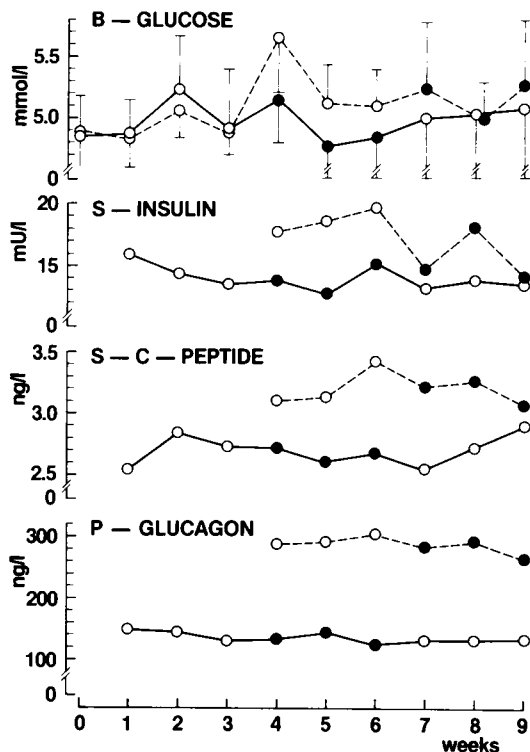 B — GLUCOSE
mmol/l
5.5
5.0
0
S — INSULIN
mU/l
20
15
0
S — C — PEPTIDE
ng/l
3.5
3.0
2.5
0
P — GLUCAGON
ng/l
300
200
100
0
0 1 2 3 4 5 6 7 8 9
weeks